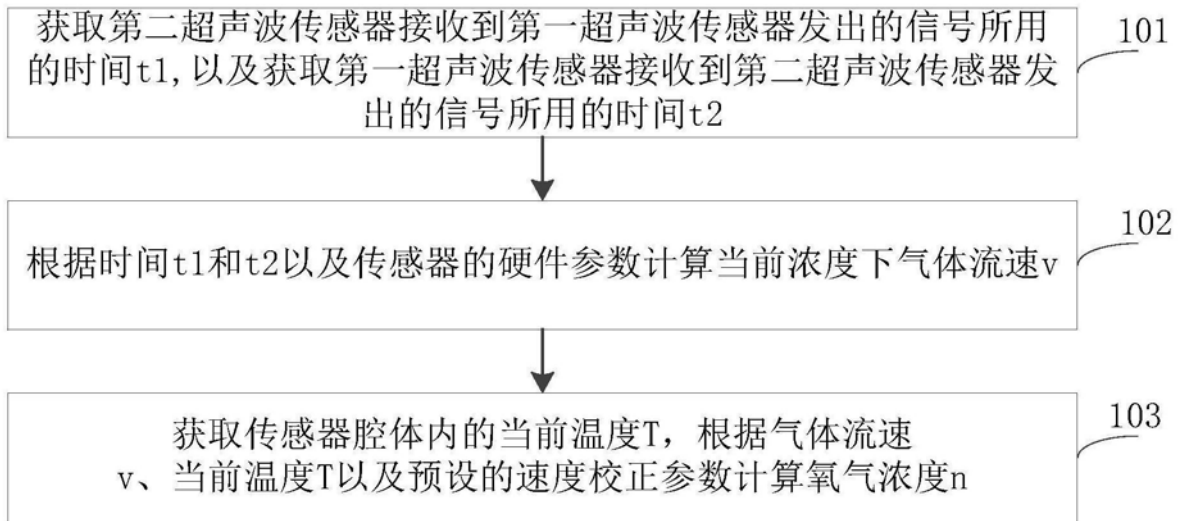 获取第二超声波传感器接收到第一超声波传感器发出的信号所用
的时间t1,以及获取第一超声波传感器接收到第二超声波传感器发
出的信号所用的时间t2
101
根据时间t1和t2以及传感器的硬件参数计算当前浓度下气体流速v
102
获取传感器腔体内的当前温度T，根据气体流速
v、当前温度T以及预设的速度校正参数计算氧气浓度n
103